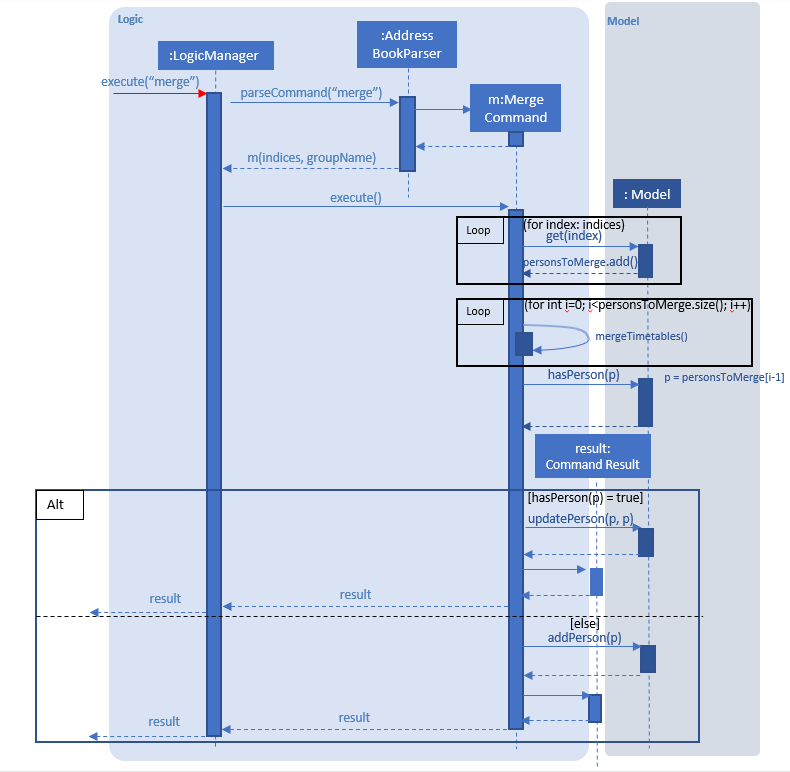 Logic
Model
:Address
BookParser
:LogicManager
execute(“merge”)
parseCommand(“merge”)
m:Merge
Command
m(indices, groupName)
execute()
: Model
Loop
(for index: indices)
get(index)
personsToMerge.add()
Loop
(for int i=0; i<personsToMerge.size(); i++)
mergeTimetables()
hasPerson(p)
p = personsToMerge[i-1]
result:
Command Result
Alt
[hasPerson(p) = true]
updatePerson(p, p)
result
result
[else]
addPerson(p)
result
result